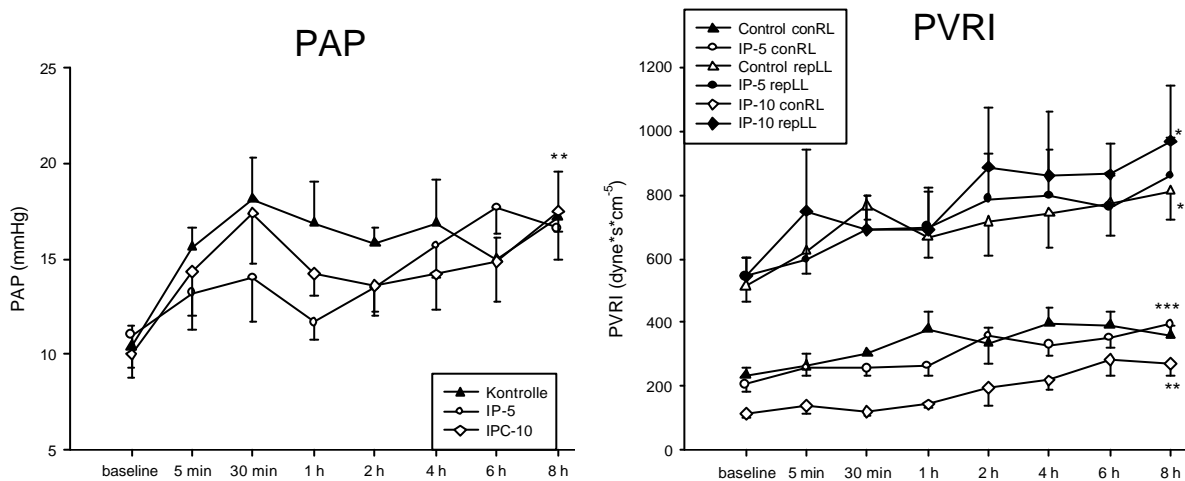 PAP
25
20
15
10
5
PAP (mmHg)
**
Kontrolle
IP-5
IPC-10
baseline 5 min 30 min 1 h 2 h 4 h 6 h 8 h
PVRI
Control conRL
IP-5 conRL
Control repLL
IP-5 repLL
IP-10 conRL
IP-10 repLL
1200
1000
800
600
400
200
0
PVRI (dyne*s*cm-5)
*
*
***
**
baseline 5 min 30 min 1 h 2 h 4 h 6 h 8 h